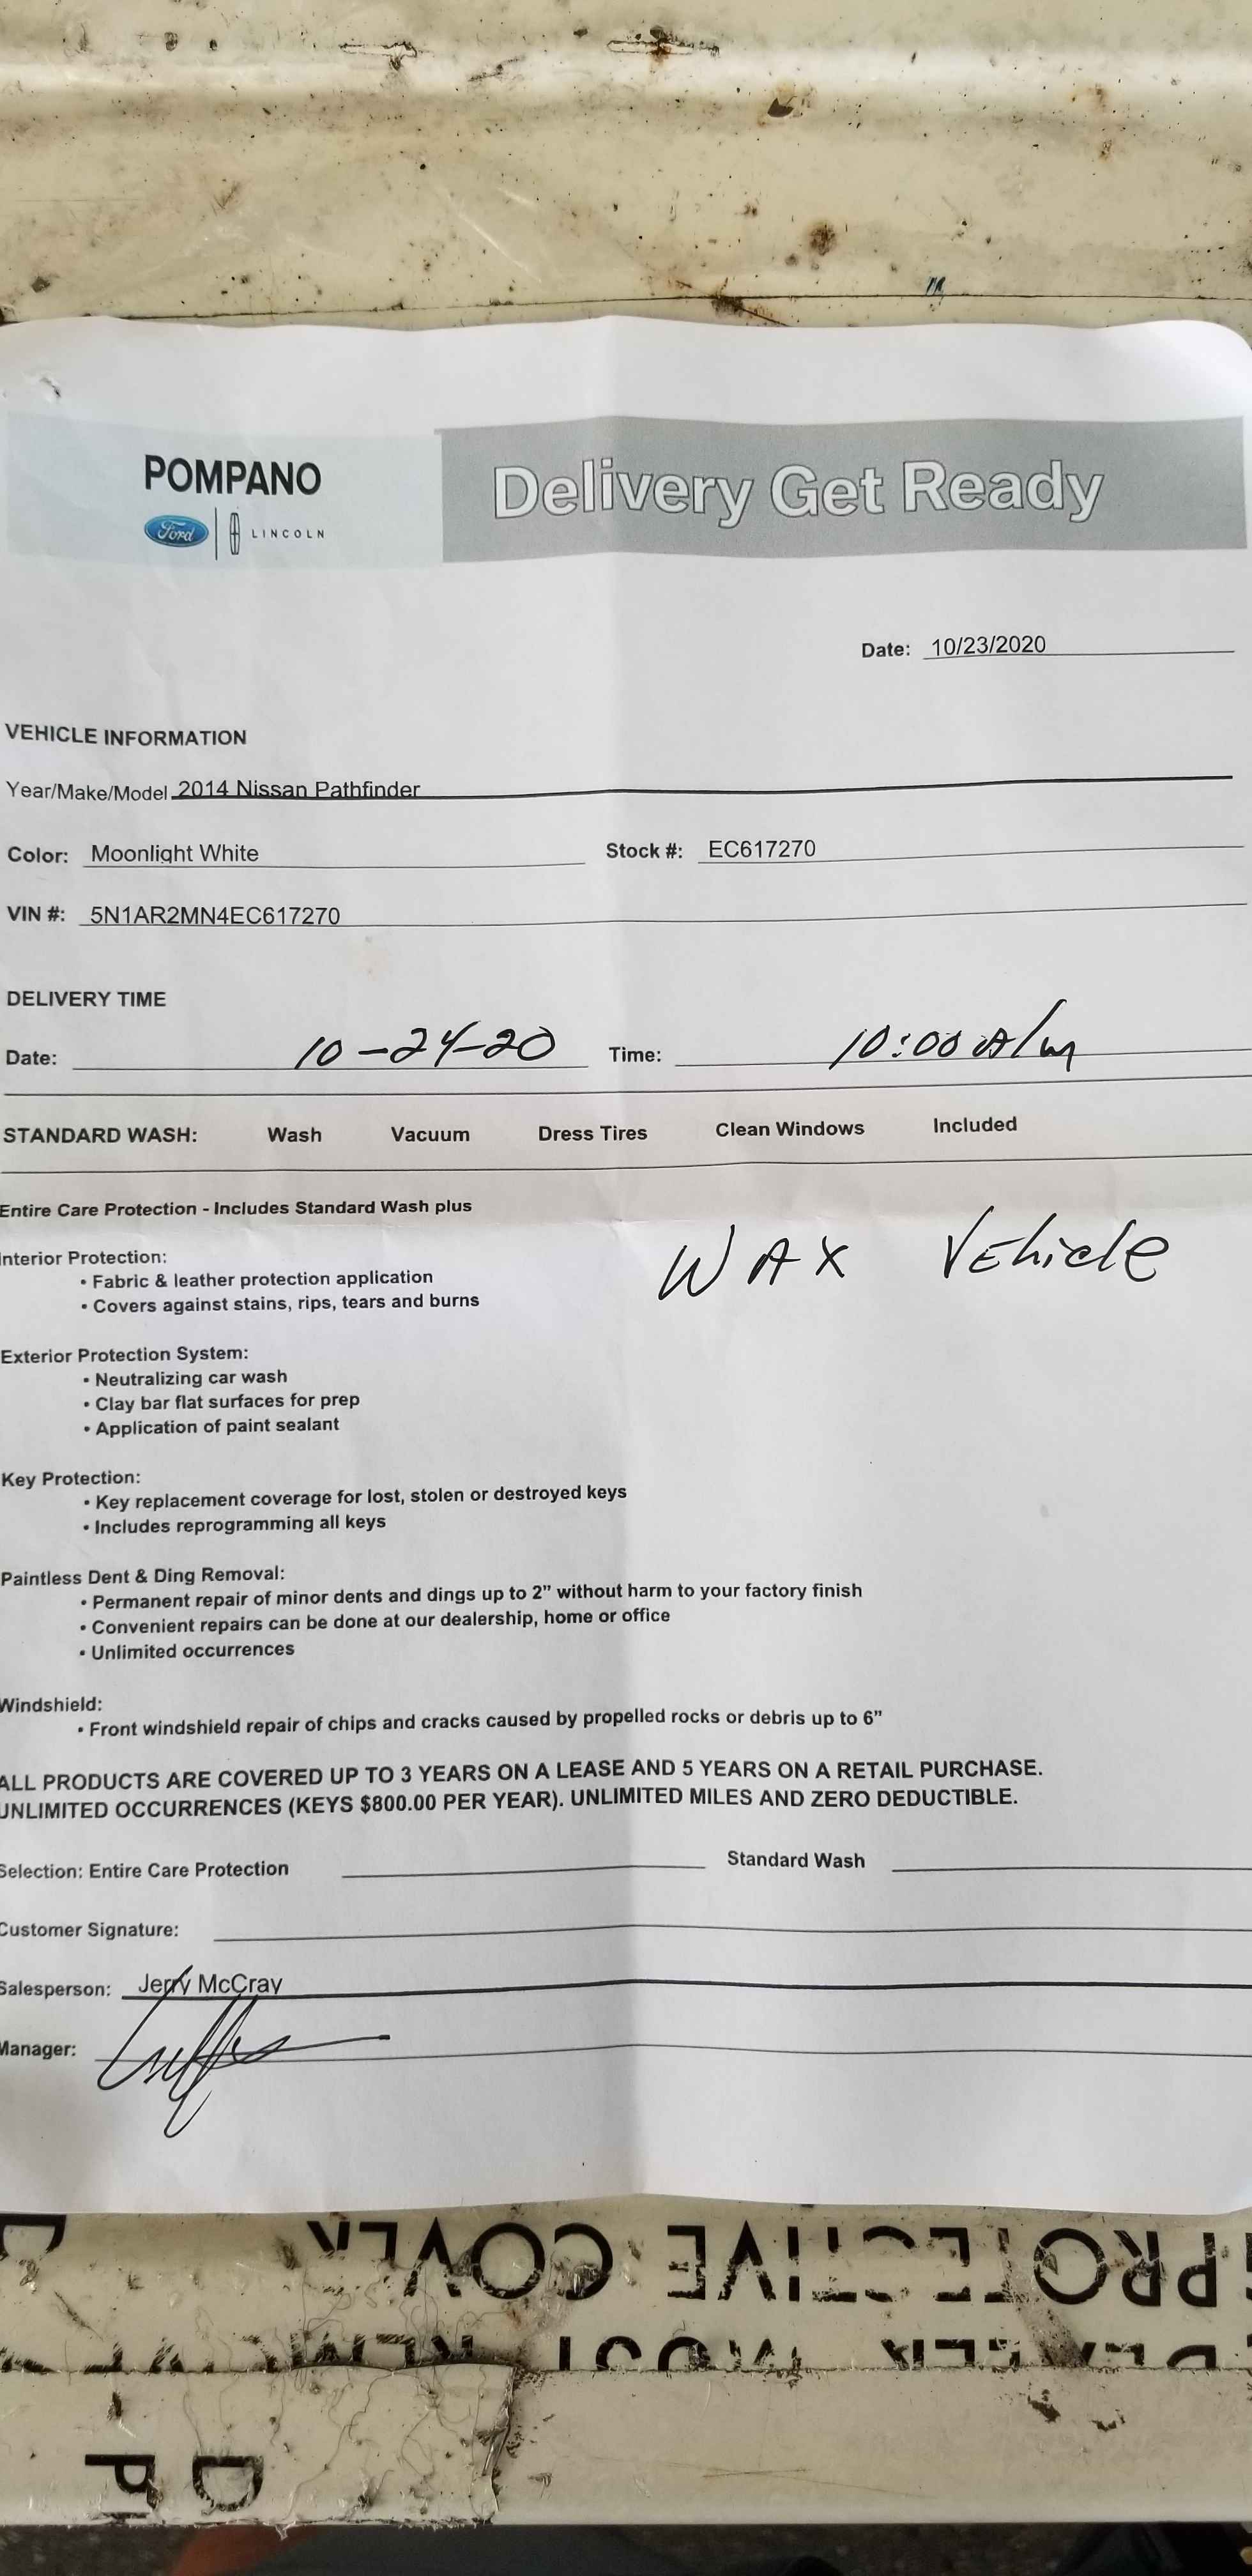 POMPANO
Ford LINCOLN
Delivery Get Ready
Date: 10/23/2020
VEHICLE INFORMATION
Year/Make/Model 2014 Nissan Pathfinder
Color: Moonlight White Stock #: EC617270
VIN #: 5N1AR2MN4EC617270
DELIVERY TIME
Date: 10-24-20 Time: 10:00 A/m
STANDARD WASH: Wash Vacuum Dress Tires Clean Windows Included
Entire Care Protection - Includes Standard Wash plus
WAX VEhicle
Interior Protection:
• Fabric & leather protection application
• Covers against stains, rips, tears and burns
Exterior Protection System:
• Neutralizing car wash
• Clay bar flat surfaces for prep
• Application of paint sealant
Key Protection:
• Key replacement coverage for lost, stolen or destroyed keys
• Includes reprogramming all keys
Paintless Dent & Ding Removal:
• Permanent repair of minor dents and dings up to 2” without harm to your factory finish
• Convenient repairs can be done at our dealership, home or office
• Unlimited occurrences
Windshield:
• Front windshield repair of chips and cracks caused by propelled rocks or debris up to 6”
ALL PRODUCTS ARE COVERED UP TO 3 YEARS ON A LEASE AND 5 YEARS ON A RETAIL PURCHASE.
UNLIMITED OCCURRENCES (KEYS $800.00 PER YEAR). UNLIMITED MILES AND ZERO DEDUCTIBLE.
Selection: Entire Care Protection Standard Wash
Customer Signature:
Salesperson: Jerry McCray
Manager:
DEALER MUST REMOVE
PROTECTIVE COVER